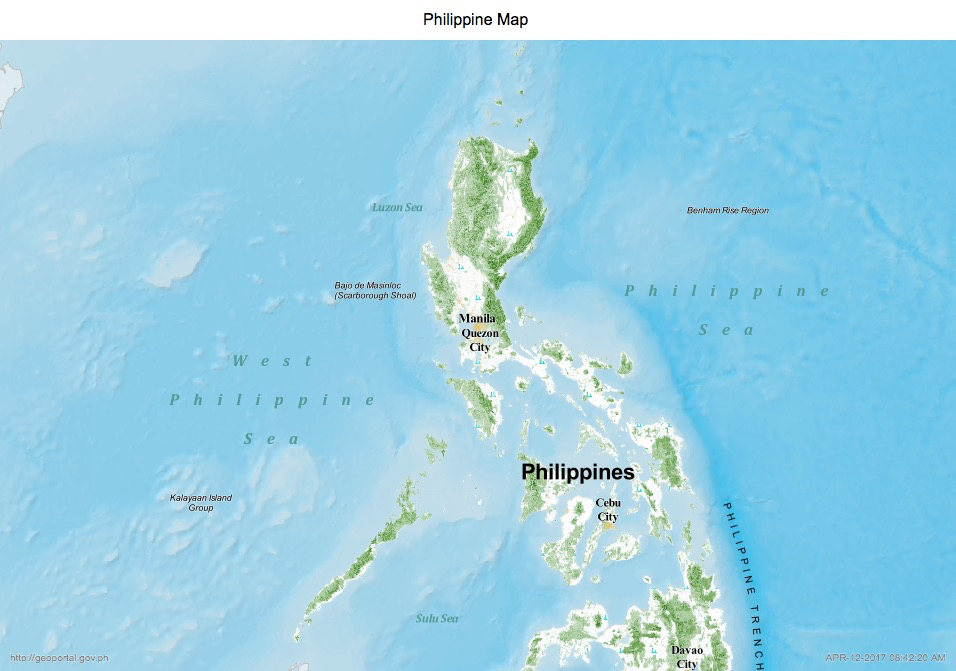 Philippine Map
Luzon Sea
Benham Rise Region
Bajo de Masinloc
(Scarborough Shoal)
Philippine
Sea
Manila
Quezon
City
West
Philippine
Sea
Philippines
Kalayaan Island
Group
Cebu
City
PHILIPPINE TRENCH
Sulu Sea
Davao
City
http://geoportal.gov.ph
APR-12-2017 08:42:20 AM